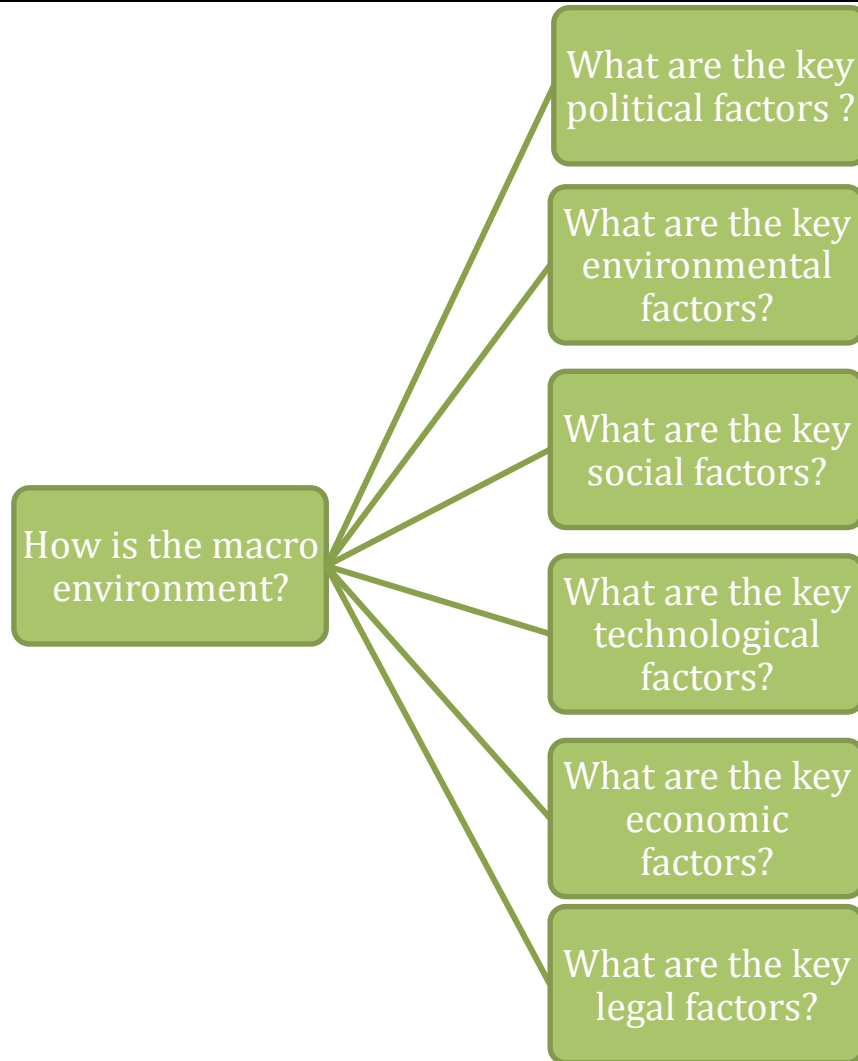 What are the key
political factors ?
What are the key
environmental
factors?
What are the key
social factors?
How is the macro
environment?
What are the key
technological
factors?
What are the key
economic
factors?
What are the key
legal factors?